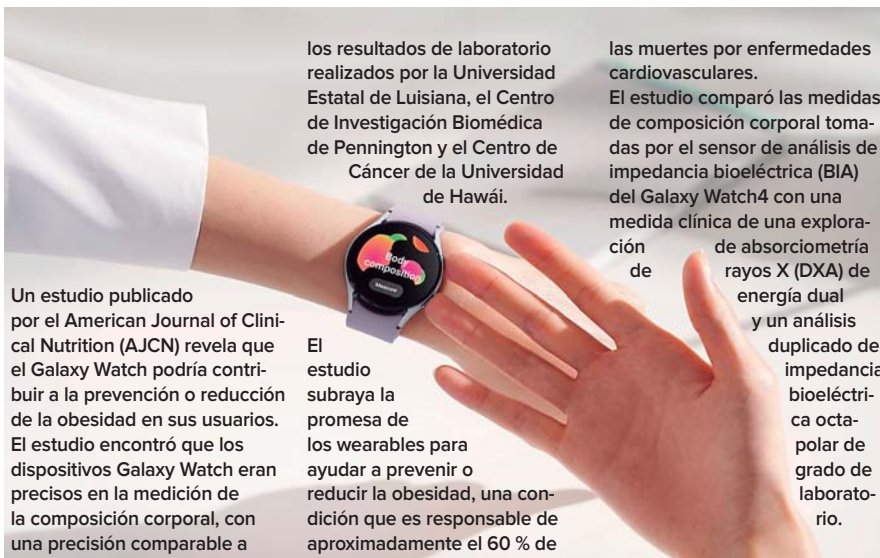 Un estudio publicado
por el American Journal of Clini-
cal Nutrition (AJCN) revela que
el Galaxy Watch podría contri-
buir a la prevención o reducción
de la obesidad en sus usuarios.
El estudio encontró que los
dispositivos Galaxy Watch eran
precisos en la medición de
la composición corporal, con
una precisión comparable a
los resultados de laboratorio
realizados por la Universidad
Estatal de Luisiana, el Centro
de Investigación Biomédica
de Pennington y el Centro de
Cáncer de la Universidad
de Hawái.
El
estudio
subraya la
promesa de
los wearables para
ayudar a prevenir o
reducir la obesidad, una con-
dición que es responsable de
aproximadamente el 60 % de
las muertes por enfermedades
cardiovasculares.
El estudio comparó las medidas
de composición corporal toma-
das por el sensor de análisis de
impedancia bioeléctrica (BIA)
del Galaxy Watch4 con una
medida clínica de una explora-
ción de absorciometría
de rayos X (DXA) de
energía dual
y un análisis
duplicado de
impedancia
bioeléctri-
ca octa-
polar de
grado de
laborato-
rio.
Body
composition
Measure